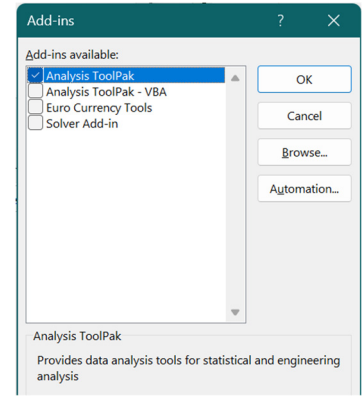 Add-ins ? ×
Add-ins available:
Analysis ToolPak
Analysis ToolPak - VBA
Euro Currency Tools
Solver Add-in
OK
Cancel
Browse...
Automation...
Analysis ToolPak
Provides data analysis tools for statistical and engineering
analysis